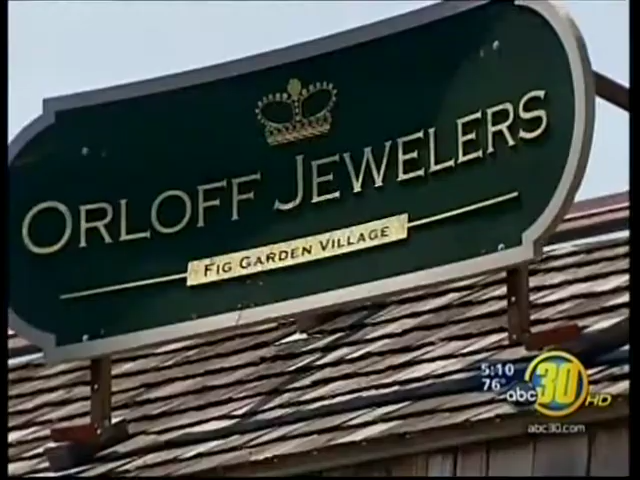 ORLOFF JEWELERS
FIG GARDEN VILLAGE
5:10
76°
abc 30 HD
abc30.com